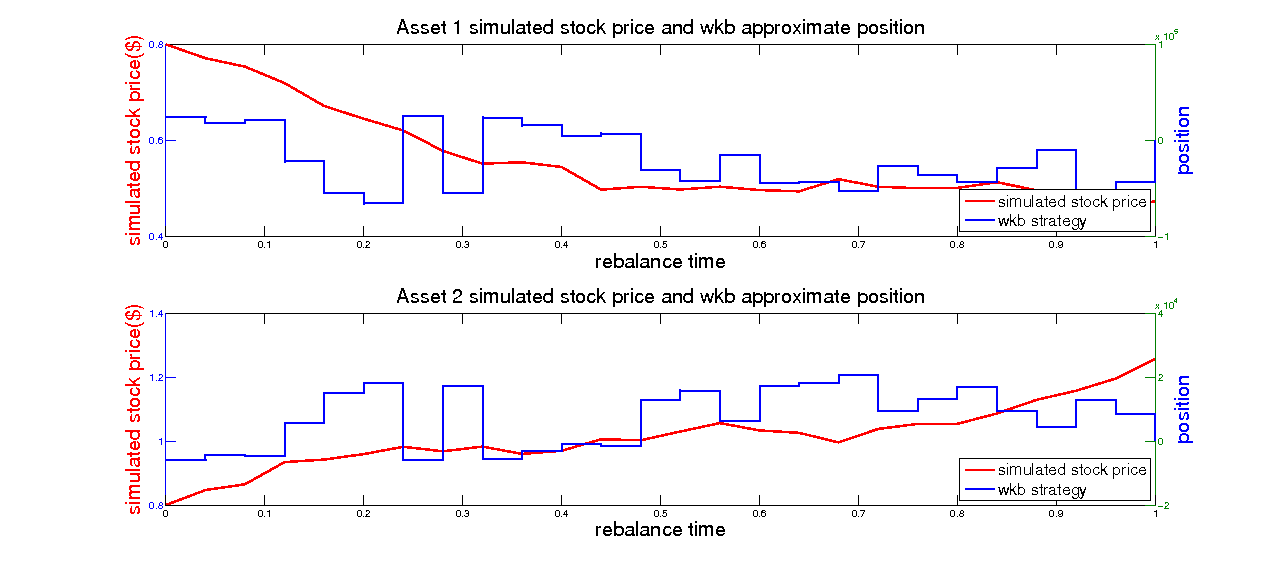 Asset 1 simulated stock price and wkb approximate position
x 10^5
0.8
0.6
0.4
simulated stock price($)
1
0
-1
position
simulated stock price
wkb strategy
0 0.1 0.2 0.3 0.4 0.5 0.6 0.7 0.8 0.9 1
rebalance time
Asset 2 simulated stock price and wkb approximate position
x 10^4
1.4
1.2
1
0.8
simulated stock price($)
4
2
0
-2
position
simulated stock price
wkb strategy
0 0.1 0.2 0.3 0.4 0.5 0.6 0.7 0.8 0.9 1
rebalance time